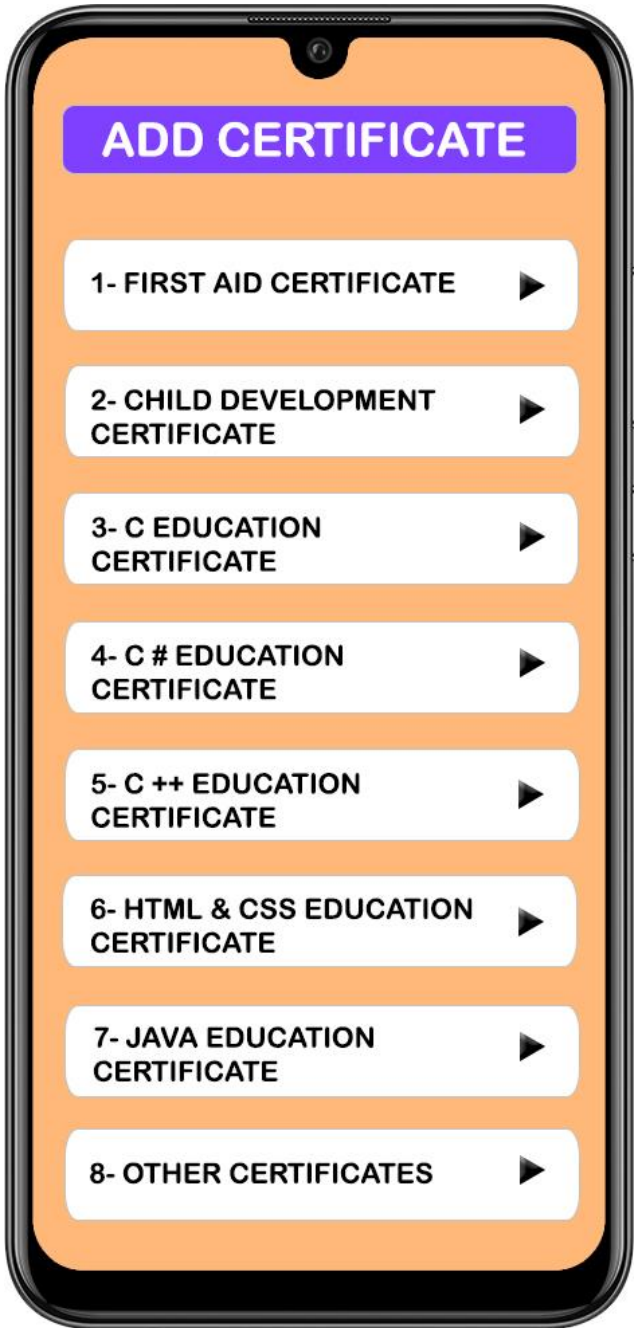 ADD CERTIFICATE
1- FIRST AID CERTIFICATE
2- CHILD DEVELOPMENT
CERTIFICATE
3- C EDUCATION
CERTIFICATE
4- C # EDUCATION
CERTIFICATE
5- C ++ EDUCATION
CERTIFICATE
6- HTML & CSS EDUCATION
CERTIFICATE
7- JAVA EDUCATION
CERTIFICATE
8- OTHER CERTIFICATES